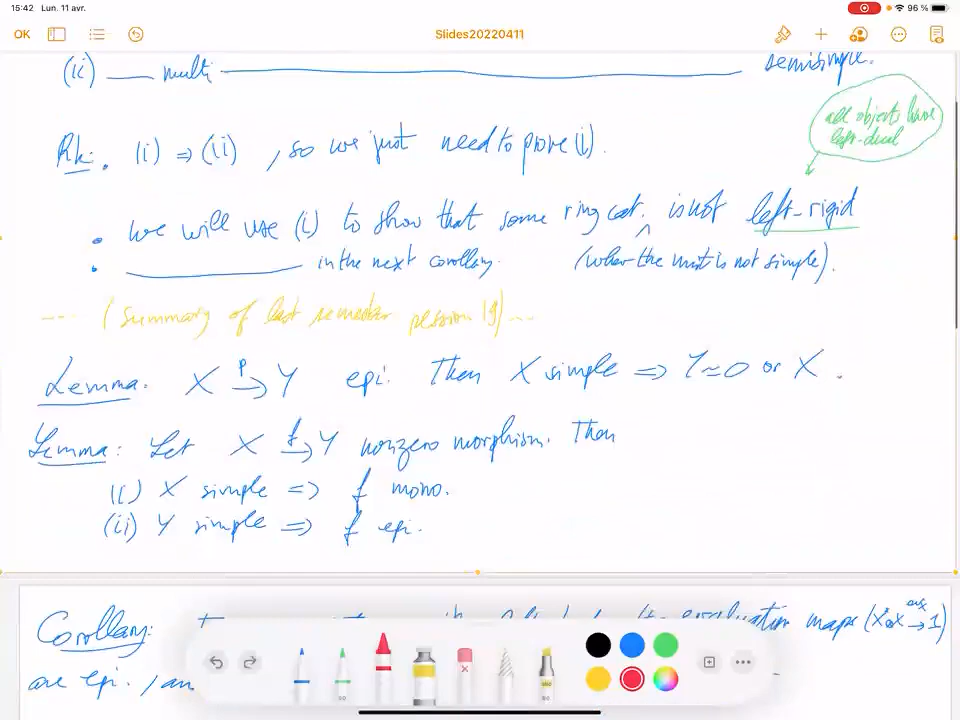 15:42 Lun. 11 avr.
96 %
OK
Slides20220411
(ii) —— multi —————— semisimple.
all objects have left-dual
Rk: . (i) ⇒ (ii) , so we just need to prove (i).
. we will use (i) to show that some ring cat. is not left-rigid
(when the unit is not simple).
. —————— in the next corollary.
--- (Summary of last semester session 19) ...
Lemma. X →p Y epi. Then X simple ⇒ Y ≃ 0 or X.
Lemma: Let X →f Y nonzero morphism. Then
(i) X simple ⇒ f mono.
(ii) Y simple ⇒ f epi.
Corollary: evaluation maps (X*⊗X →ev_X 1)
are epi. / an